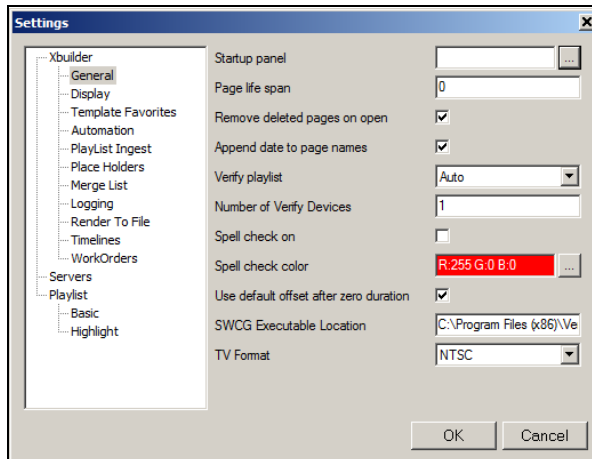 Settings
Xbuilder
General
Display
Template Favorites
Automation
PlayList Ingest
Place Holders
Merge List
Logging
Render To File
Timelines
WorkOrders
Servers
Playlist
Basic
Highlight
Startup panel ...
Page life span 0
Remove deleted pages on open
Append date to page names
Verify playlist Auto
Number of Verify Devices 1
Spell check on
Spell check color R:255 G:0 B:0 ...
Use default offset after zero duration
SWCG Executable Location C:\Program Files (x86)\Ve
TV Format NTSC
OK Cancel